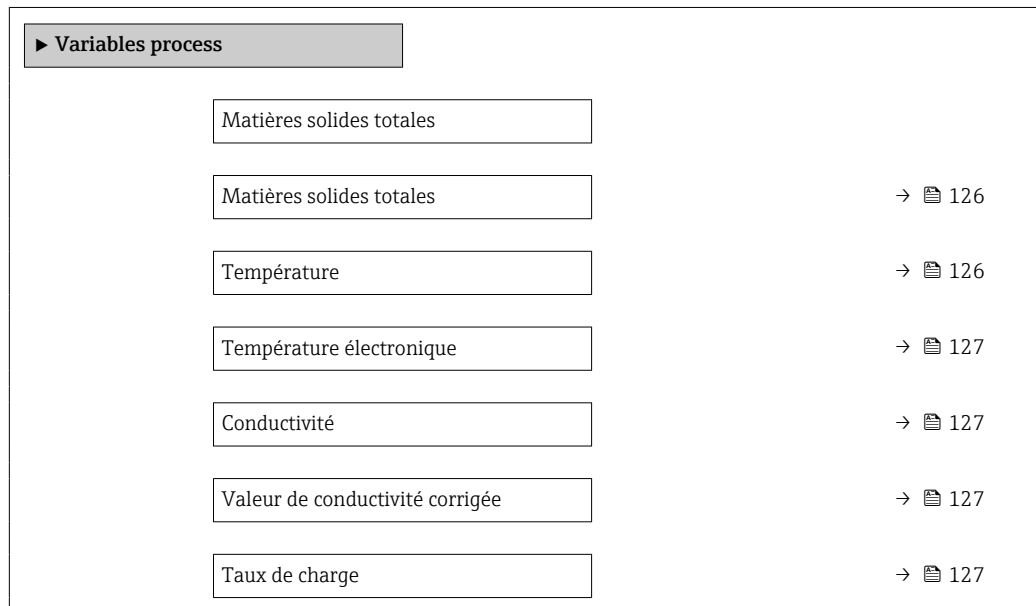 ► Variables process
Matières solides totales
Matières solides totales → 126
Température → 126
Température électronique → 127
Conductivité → 127
Valeur de conductivité corrigée → 127
Taux de charge → 127